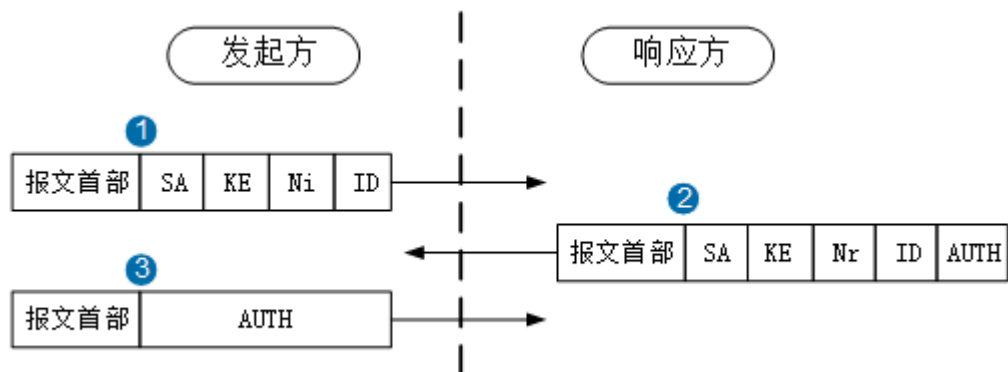 发起方 响应方
1
报文首部 SA KE Ni ID
2
报文首部 SA KE Nr ID AUTH
3
报文首部 AUTH